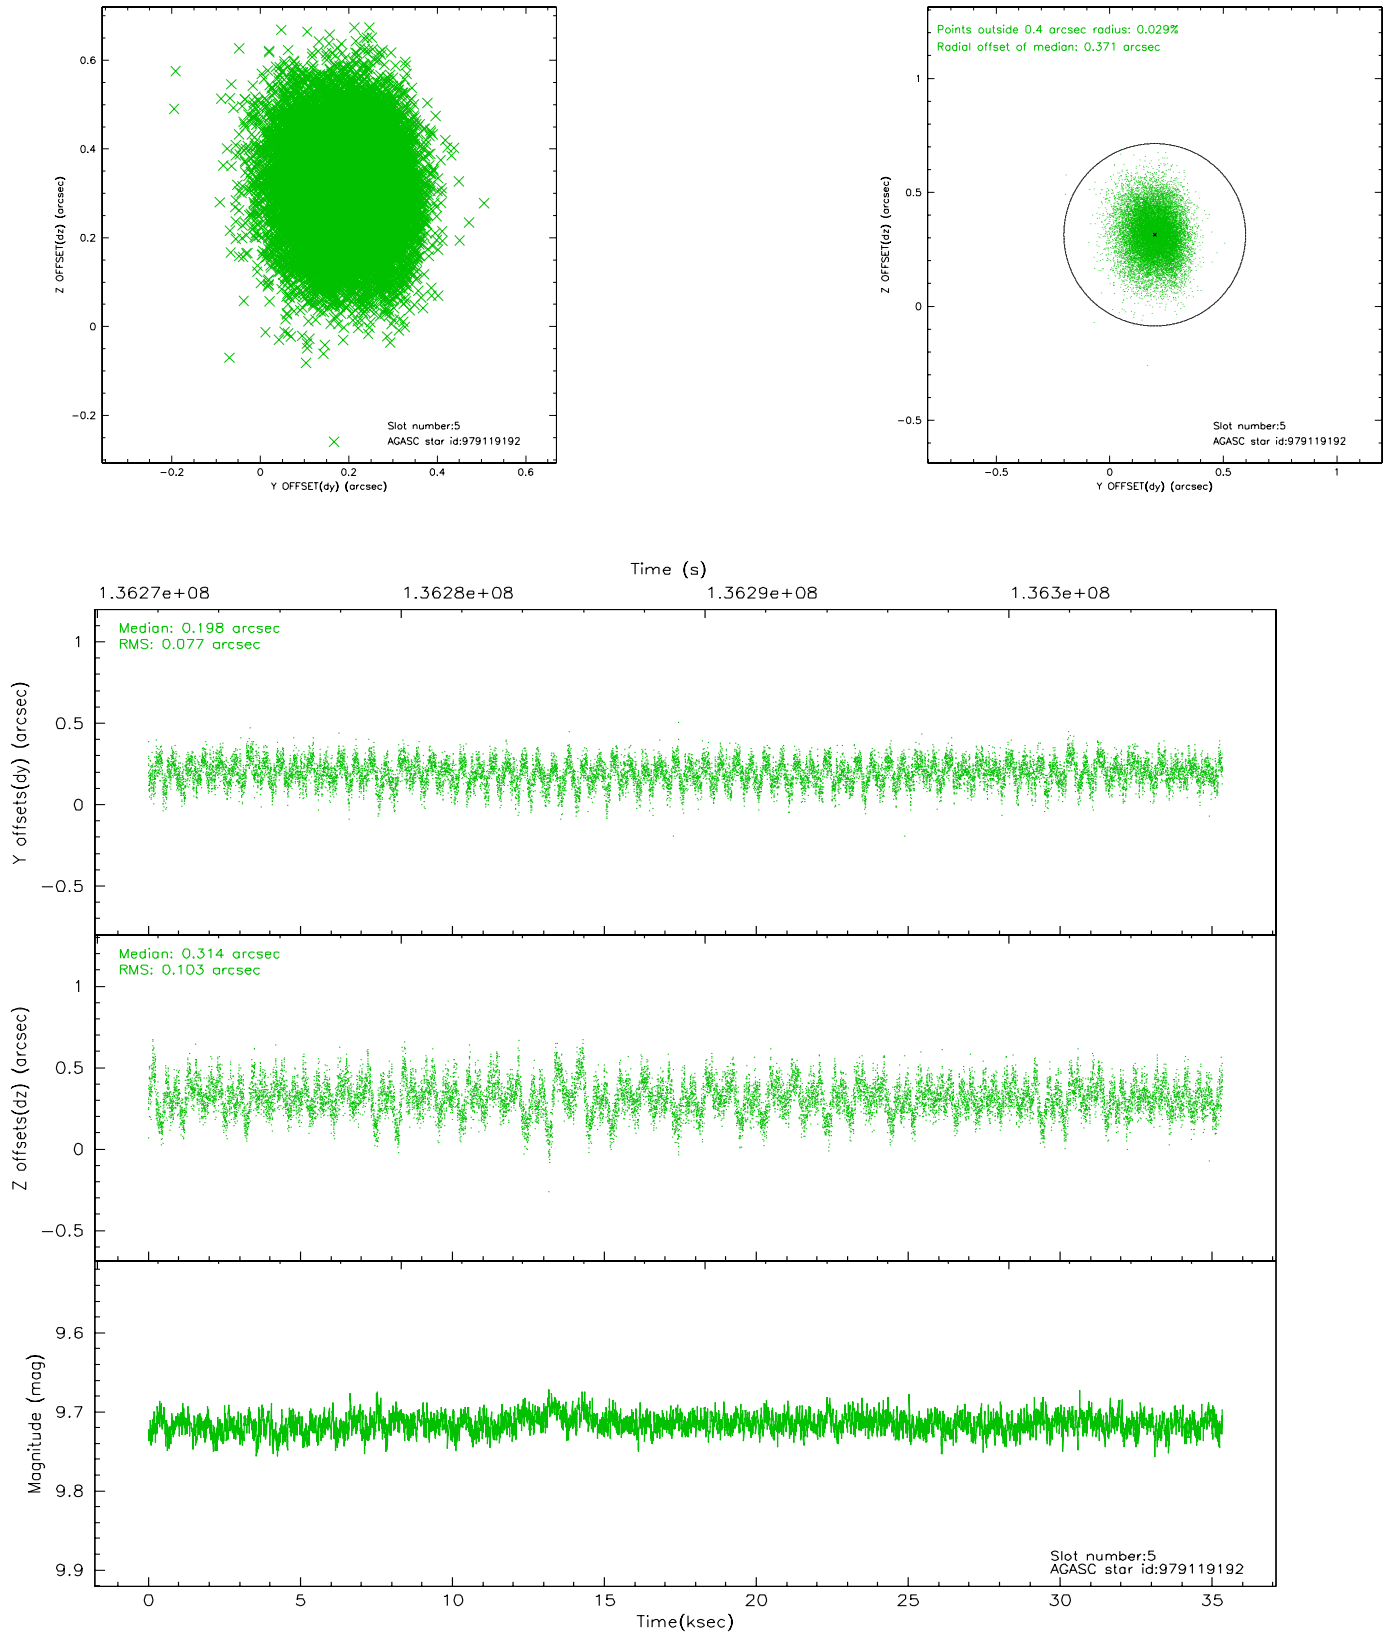 0.6
0.4
0.2
0
−0.2
Z OFFSET(dz) (arcsec)
Slot number:5
AGASC star id:979119192
−0.2 0 0.2 0.4 0.6
Y OFFSET(dy) (arcsec)
Points outside 0.4 arcsec radius: 0.029%
Radial offset of median: 0.371 arcsec
1
0.5
0
−0.5
Z OFFSET(dz) (arcsec)
Slot number:5
AGASC star id:979119192
−0.5 0 0.5 1
Y OFFSET(dy) (arcsec)
Time (s)
1.3627e+08 1.3628e+08 1.3629e+08 1.363e+08
Median: 0.198 arcsec
RMS: 0.077 arcsec
1
0.5
0
−0.5
Y offsets(dy) (arcsec)
Median: 0.314 arcsec
RMS: 0.103 arcsec
1
0.5
0
−0.5
Z offsets(dz) (arcsec)
9.6
9.7
9.8
9.9
Magnitude (mag)
Slot number:5
AGASC star id:979119192
0 5 10 15 20 25 30 35
Time(ksec)